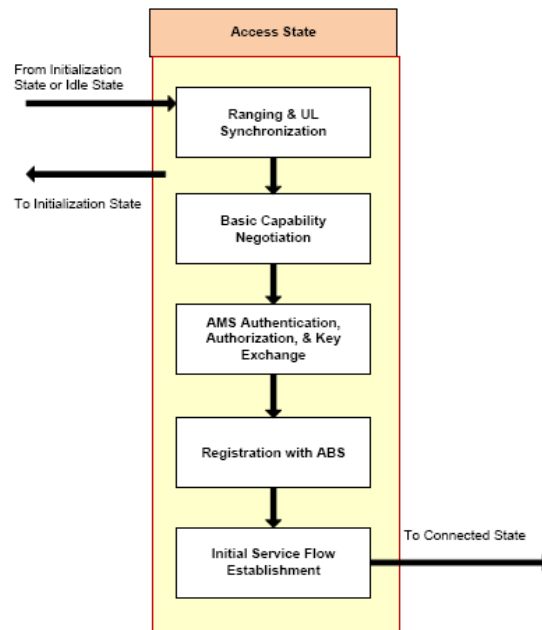 Access State
From Initialization
State or Idle State
Ranging & UL
Synchronization
To Initialization State
Basic Capability
Negotiation
AMS Authentication,
Authorization, & Key
Exchange
Registration with ABS
To Connected State
Initial Service Flow
Establishment